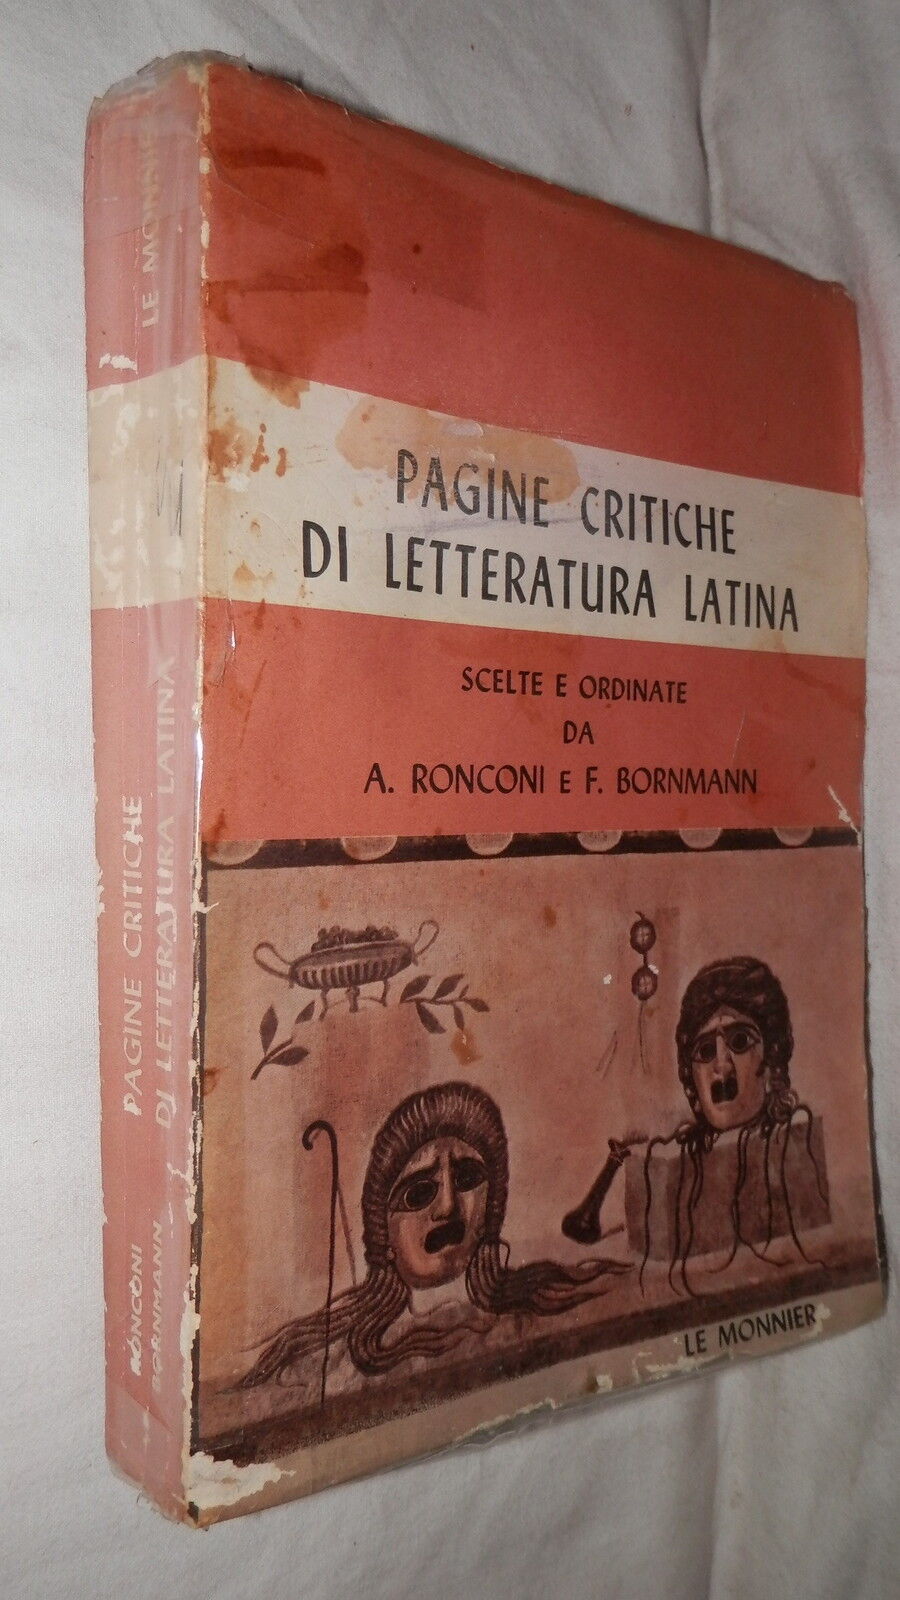 PAGINE CRITICHE
DI LETTERATURA LATINA
SCELTE E ORDINATE
DA
A. RONCONI E F. BORNMANN
LE MONNIER
RONCONI
BORNMANN
PAGINE CRITICHE
DI LETTERATURA LATINA
LE MONNIER